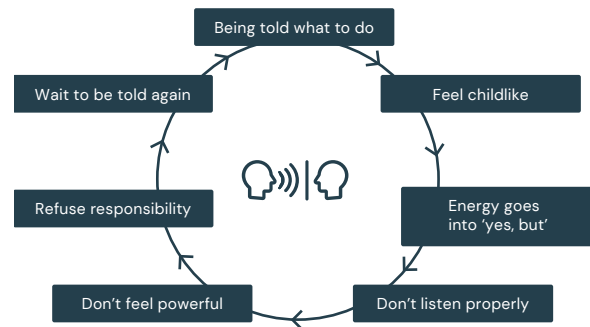 Being told what to do
Feel childlike
Energy goes
into ‘yes, but’
Don’t listen properly
Don’t feel powerful
Refuse responsibility
Wait to be told again